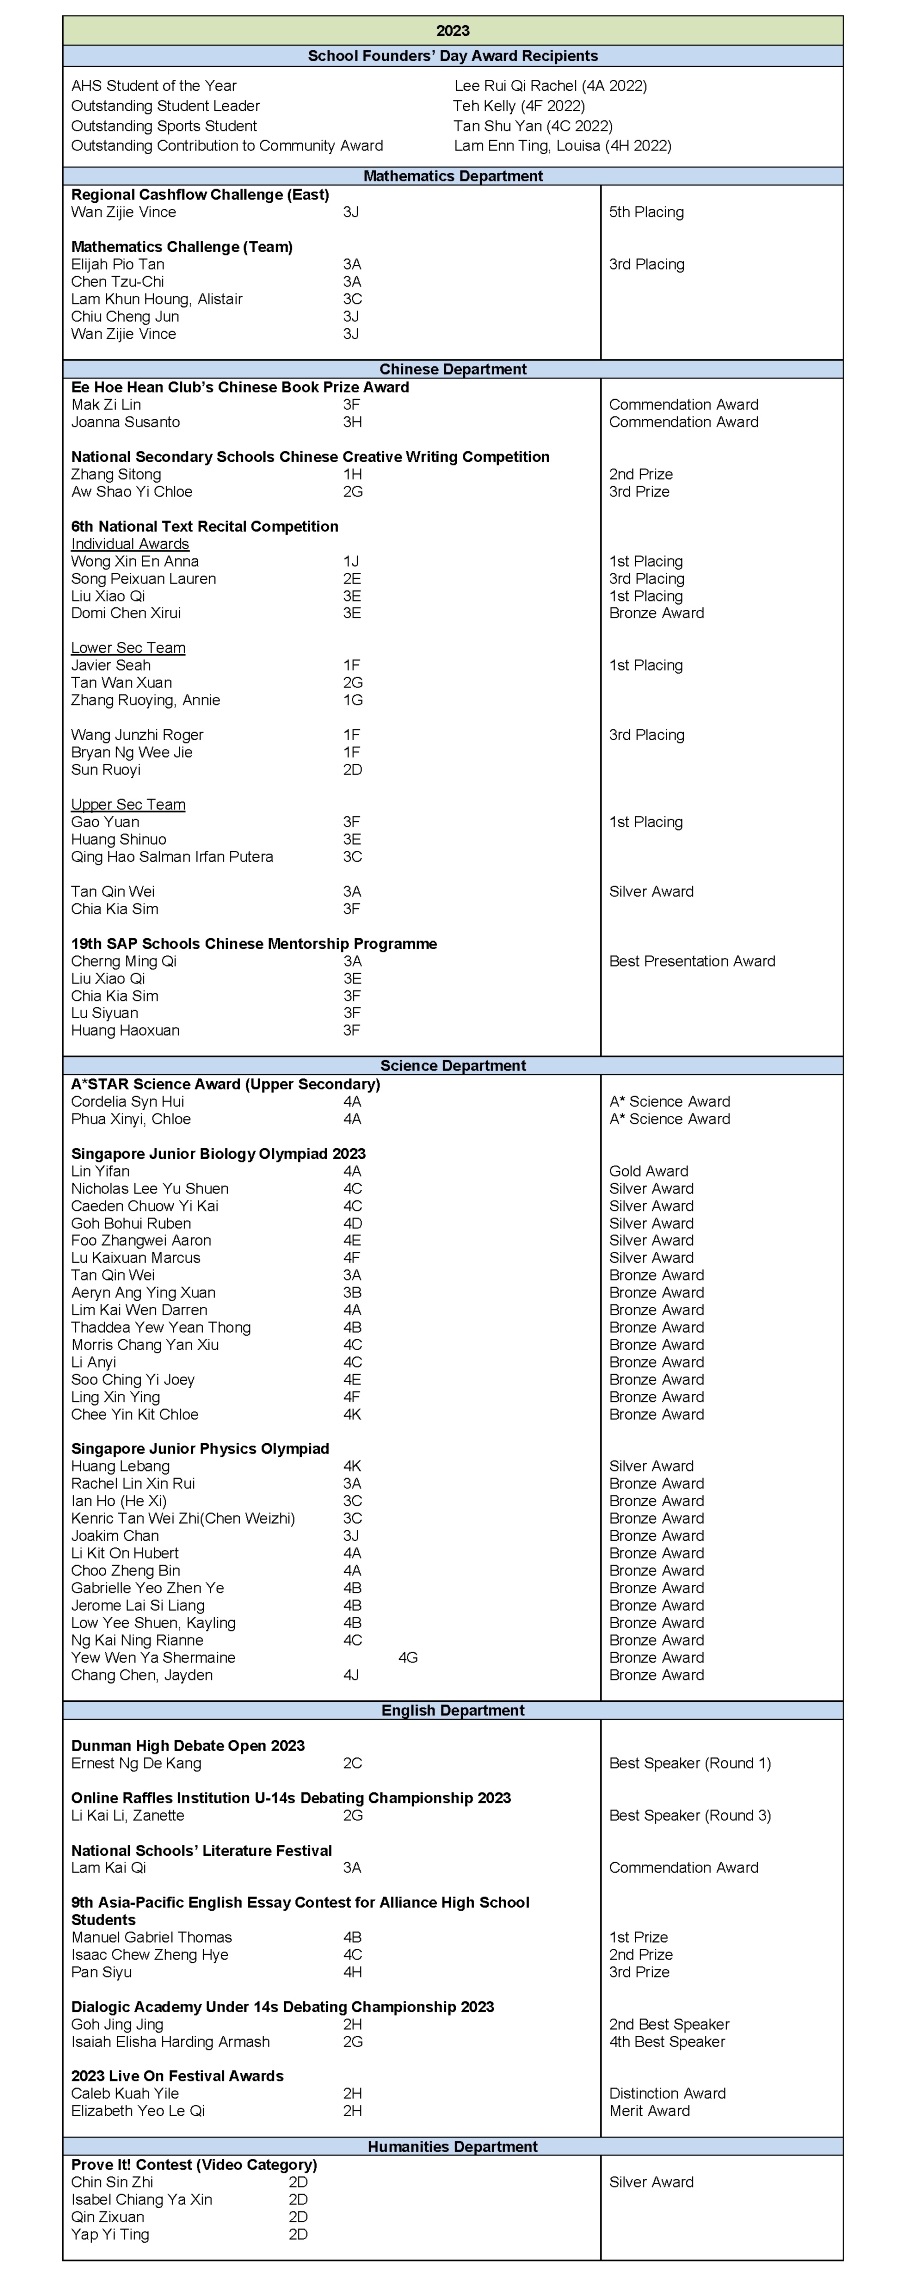 2023
School Founders’ Day Award Recipients
AHS Student of the Year Lee Rui Qi Rachel (4A 2022)
Outstanding Student Leader Teh Kelly (4F 2022)
Outstanding Sports Student Tan Shu Yan (4C 2022)
Outstanding Contribution to Community Award Lam Enn Ting, Louisa (4H 2022)
Mathematics Department
Regional Cashflow Challenge (East)
Wan Zijie Vince 3J 5th Placing
Mathematics Challenge (Team)
Elijah Pio Tan 3A 3rd Placing
Chen Tzu-Chi 3A
Lam Khun Houng, Alistair 3C
Chiu Cheng Jun 3J
Wan Zijie Vince 3J
Chinese Department
Ee Hoe Hean Club’s Chinese Book Prize Award
Mak Zi Lin 3F Commendation Award
Joanna Susanto 3H Commendation Award
National Secondary Schools Chinese Creative Writing Competition
Zhang Sitong 1H 2nd Prize
Aw Shao Yi Chloe 2G 3rd Prize
6th National Text Recital Competition
Individual Awards
Wong Xin En Anna 1J 1st Placing
Song Peixuan Lauren 2E 3rd Placing
Liu Xiao Qi 3E 1st Placing
Domi Chen Xirui 3E Bronze Award
Lower Sec Team
Javier Seah 1F 1st Placing
Tan Wan Xuan 2G
Zhang Ruoying, Annie 1G
Wang Junzhi Roger 1F 3rd Placing
Bryan Ng Wee Jie 1F
Sun Ruoyi 2D
Upper Sec Team
Gao Yuan 3F 1st Placing
Huang Shinuo 3E
Qing Hao Salman Irfan Putera 3C
Tan Qin Wei 3A Silver Award
Chia Kia Sim 3F
19th SAP Schools Chinese Mentorship Programme
Cherng Ming Qi 3A Best Presentation Award
Liu Xiao Qi 3E
Chia Kia Sim 3F
Lu Siyuan 3F
Huang Haoxuan 3F
Science Department
A*STAR Science Award (Upper Secondary)
Cordelia Syn Hui 4A A* Science Award
Phua Xinyi, Chloe 4A A* Science Award
Singapore Junior Biology Olympiad 2023
Lin Yifan 4A Gold Award
Nicholas Lee Yu Shuen 4C Silver Award
Caeden Chuow Yi Kai 4C Silver Award
Goh Bohui Ruben 4D Silver Award
Foo Zhangwei Aaron 4E Silver Award
Lu Kaixuan Marcus 4F Silver Award
Tan Qin Wei 3A Bronze Award
Aeryn Ang Ying Xuan 3B Bronze Award
Lim Kai Wen Darren 4A Bronze Award
Thaddea Yew Yean Thong 4B Bronze Award
Morris Chang Yan Xiu 4C Bronze Award
Li Anyi 4C Bronze Award
Soo Ching Yi Joey 4E Bronze Award
Ling Xin Ying 4F Bronze Award
Chee Yin Kit Chloe 4K Bronze Award
Singapore Junior Physics Olympiad
Huang Lebang 4K Silver Award
Rachel Lin Xin Rui 3A Bronze Award
Ian Ho (He Xi) 3C Bronze Award
Kenric Tan Wei Zhi(Chen Weizhi) 3C Bronze Award
Joakim Chan 3J Bronze Award
Li Kit On Hubert 4A Bronze Award
Choo Zheng Bin 4A Bronze Award
Gabrielle Yeo Zhen Ye 4B Bronze Award
Jerome Lai Si Liang 4B Bronze Award
Low Yee Shuen, Kayling 4B Bronze Award
Ng Kai Ning Rianne 4C Bronze Award
Yew Wen Ya Shermaine 4G Bronze Award
Chang Chen, Jayden 4J Bronze Award
English Department
Dunman High Debate Open 2023
Ernest Ng De Kang 2C Best Speaker (Round 1)
Online Raffles Institution U-14s Debating Championship 2023
Li Kai Li, Zanette 2G Best Speaker (Round 3)
National Schools’ Literature Festival
Lam Kai Qi 3A Commendation Award
9th Asia-Pacific English Essay Contest for Alliance High School
Students
Manuel Gabriel Thomas 4B 1st Prize
Isaac Chew Zheng Hye 4C 2nd Prize
Pan Siyu 4H 3rd Prize
Dialogic Academy Under 14s Debating Championship 2023
Goh Jing Jing 2H 2nd Best Speaker
Isaiah Elisha Harding Armash 2G 4th Best Speaker
2023 Live On Festival Awards
Caleb Kuah Yile 2H Distinction Award
Elizabeth Yeo Le Qi 2H Merit Award
Humanities Department
Prove It! Contest (Video Category)
Chin Sin Zhi 2D Silver Award
Isabel Chiang Ya Xin 2D
Qin Zixuan 2D
Yap Yi Ting 2D